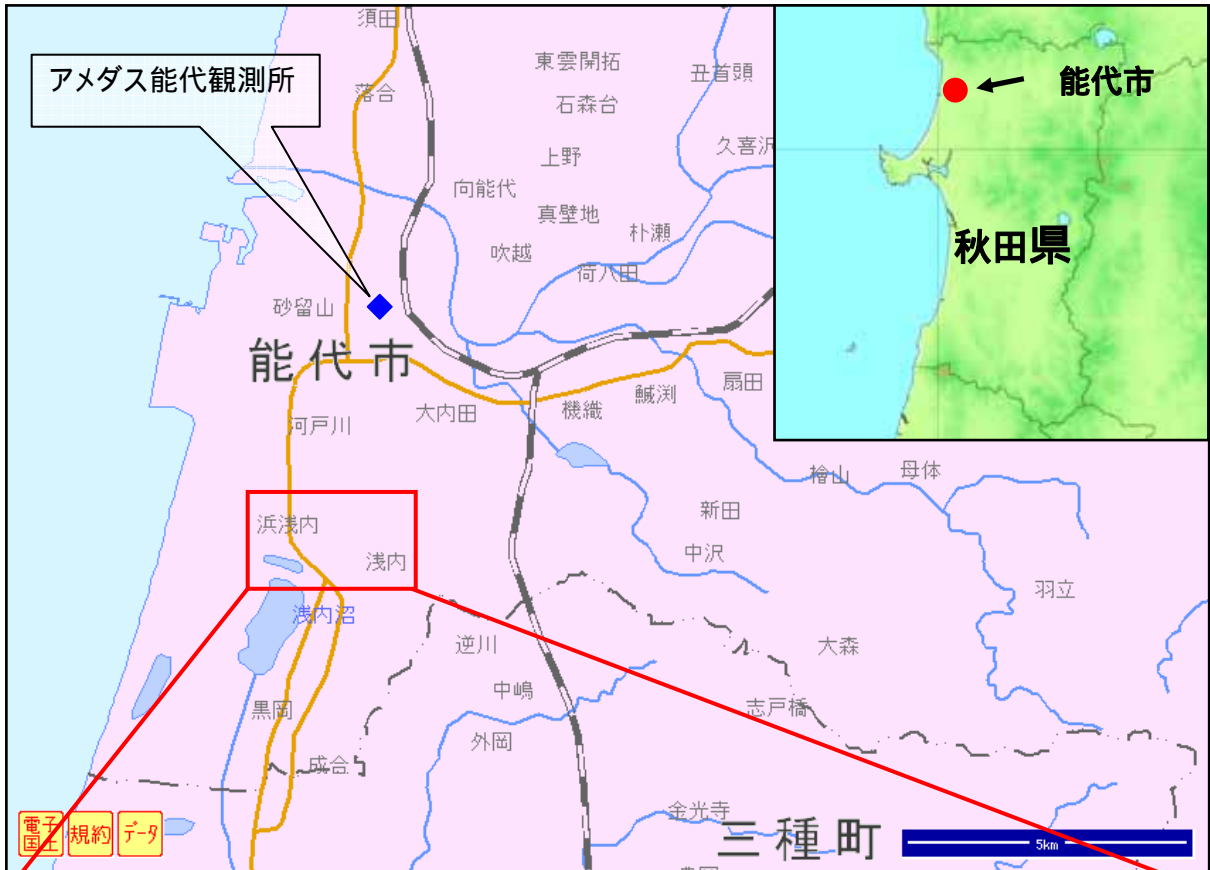 須田
アメダス能代観測所
東雲開拓
丑首頭
能代市
落合
石森台
久喜沢
上野
向能代
真壁地
朴瀬
秋田県
吹越
荷八田
砂留山
能代市
扇田
鰄渕
機織
大内田
河戸川
檜山
母体
浜浅内
新田
浅内
中沢
羽立
浅内沼
逆川
大森
中嶋
黒岡
志戸橋
外岡
成合
金光寺
電子国土
規約
データ
三種町
5km